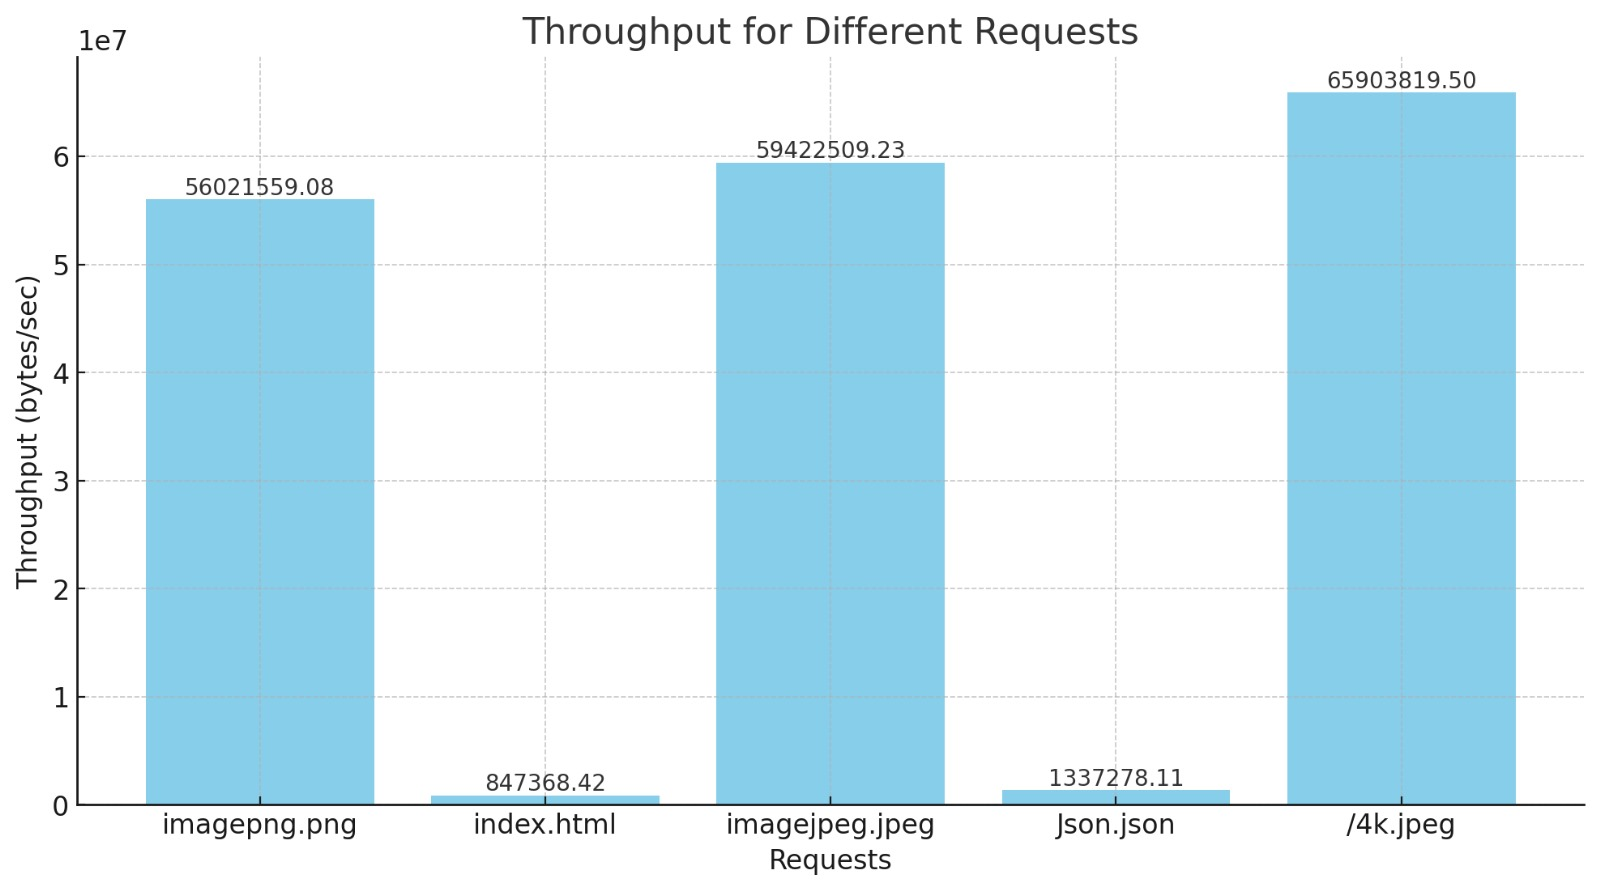 Throughput for Different Requests
1e7
65903819.50
59422509.23
56021559.08
1337278.11
847368.42
6
5
4
3
2
1
0
Throughput (bytes/sec)
imagepng.png index.html imagejpeg.jpeg Json.json /4k.jpeg
Requests